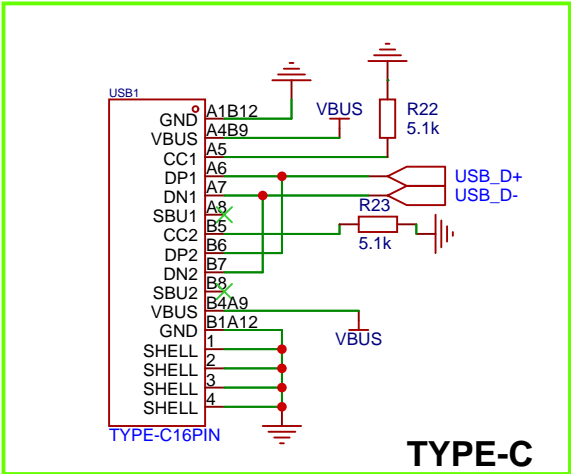 USB1
GND A1B12
VBUS A4B9
CC1 A5
DP1 A6
DN1 A7
SBU1 A8
CC2 B5
DP2 B6
DN2 B7
SBU2 B8
VBUS B4A9
GND B1A12
SHELL 1
SHELL 2
SHELL 3
SHELL 4
TYPE-C16PIN
VBUS
R22
5.1k
USB_D+
USB_D-
R23
5.1k
VBUS
TYPE-C